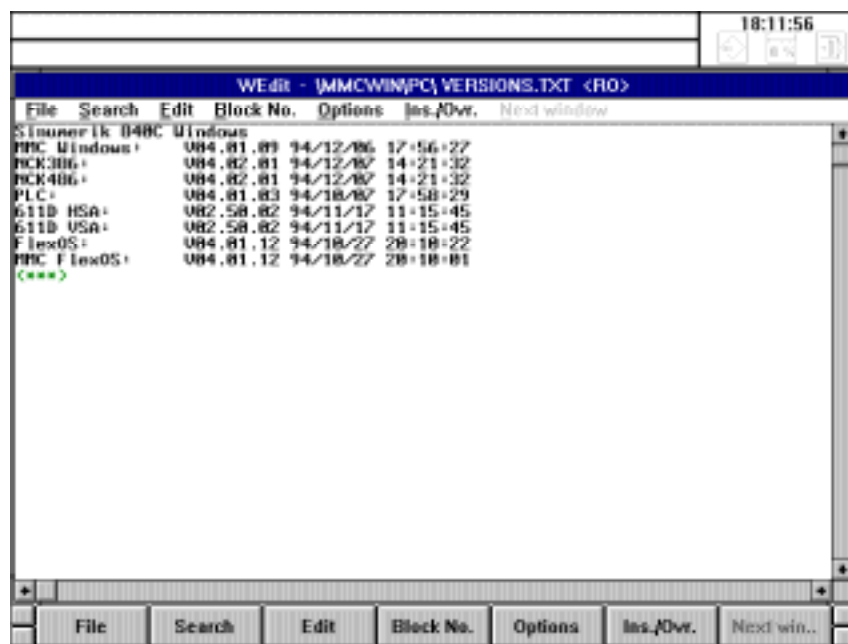 18:11:56
WEdit - \MMCWIN\PC\ VERSIONS.TXT <RO>
File Search Edit Block No. Options Ins./Ovr. Next window
Sinumerik 840C Windows
MMC Windows: V04.01.09 94/12/06 17:56:27
NCK386: V04.02.01 94/12/07 14:21:32
NCK486: V04.02.01 94/12/07 14:21:32
PLC: V04.01.03 94/10/07 17:58:29
611D HSA: V02.50.02 94/11/17 11:15:45
611D VSA: V02.50.02 94/11/17 11:15:45
FlexOS: V04.01.12 94/10/27 20:10:22
MMC FlexOS: V04.01.12 94/10/27 20:10:01
(***)
File Search Edit Block No. Options Ins./Ovr. Next win..